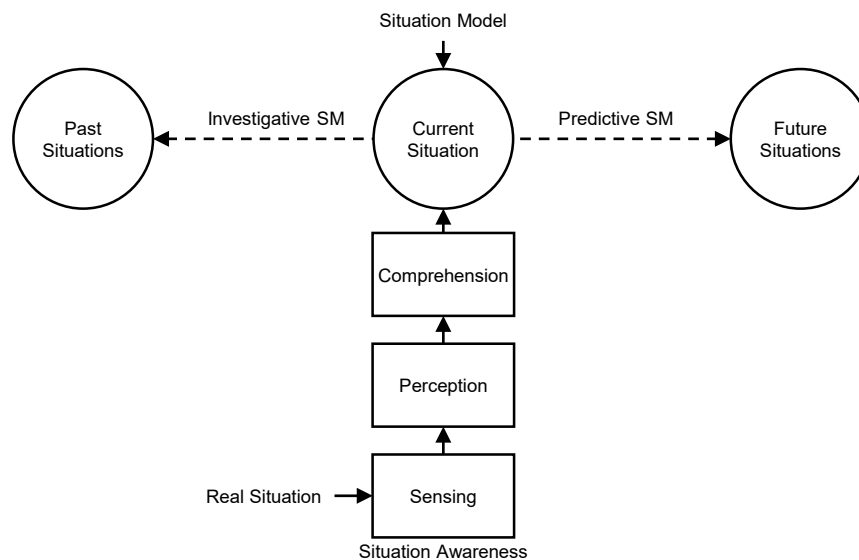 Situation Model
Investigative SM
Predictive SM
Past
Situations
Current
Situation
Future
Situations
Comprehension
Perception
Real Situation
Sensing
Situation Awareness